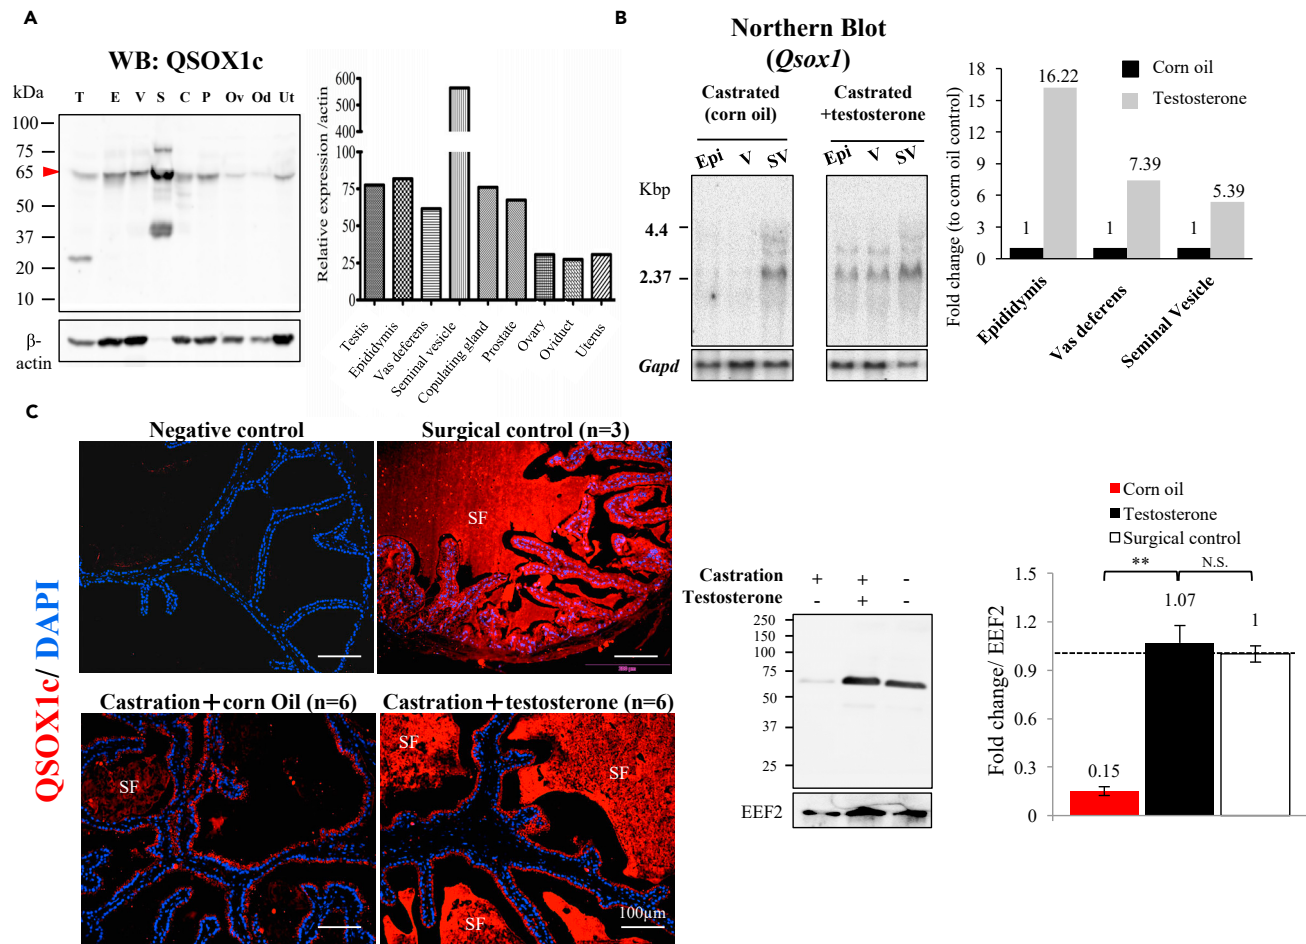 A
WB: QSOX1c
kDa
T E V S C P Ov Od Ut
100
75
65
50
37
20
10
β-
actin
Relative expression /actin
600
500
400
100
75
50
25
0
Testis
Epididymis
Vas deferens
Seminal vesicle
Copulating gland
Prostate
Ovary
Oviduct
Uterus
B
Northern Blot
(Qsox1)
Castrated
(corn oil)
Castrated
+testosterone
Epi V SV
Epi V SV
Kbp
4.4
2.37
Gapd
Fold change (to corn oil control)
18
15
12
9
6
3
0
Corn oil
Testosterone
1 16.22
1 7.39
1 5.39
Epididymis
Vas deferens
Seminal Vesicle
C
QSOX1c/ DAPI
Negative control
Surgical control (n=3)
SF
Castration+corn Oil (n=6)
SF
Castration+testosterone (n=6)
SF
SF
SF
100µm
Castration + + -
Testosterone - + -
250
150
100
75
50
37
25
EEF2
Corn oil
Testosterone
Surgical control
Fold change/ EEF2
1.5
1.2
0.9
0.6
0.3
0
**
N.S.
0.15
1.07
1